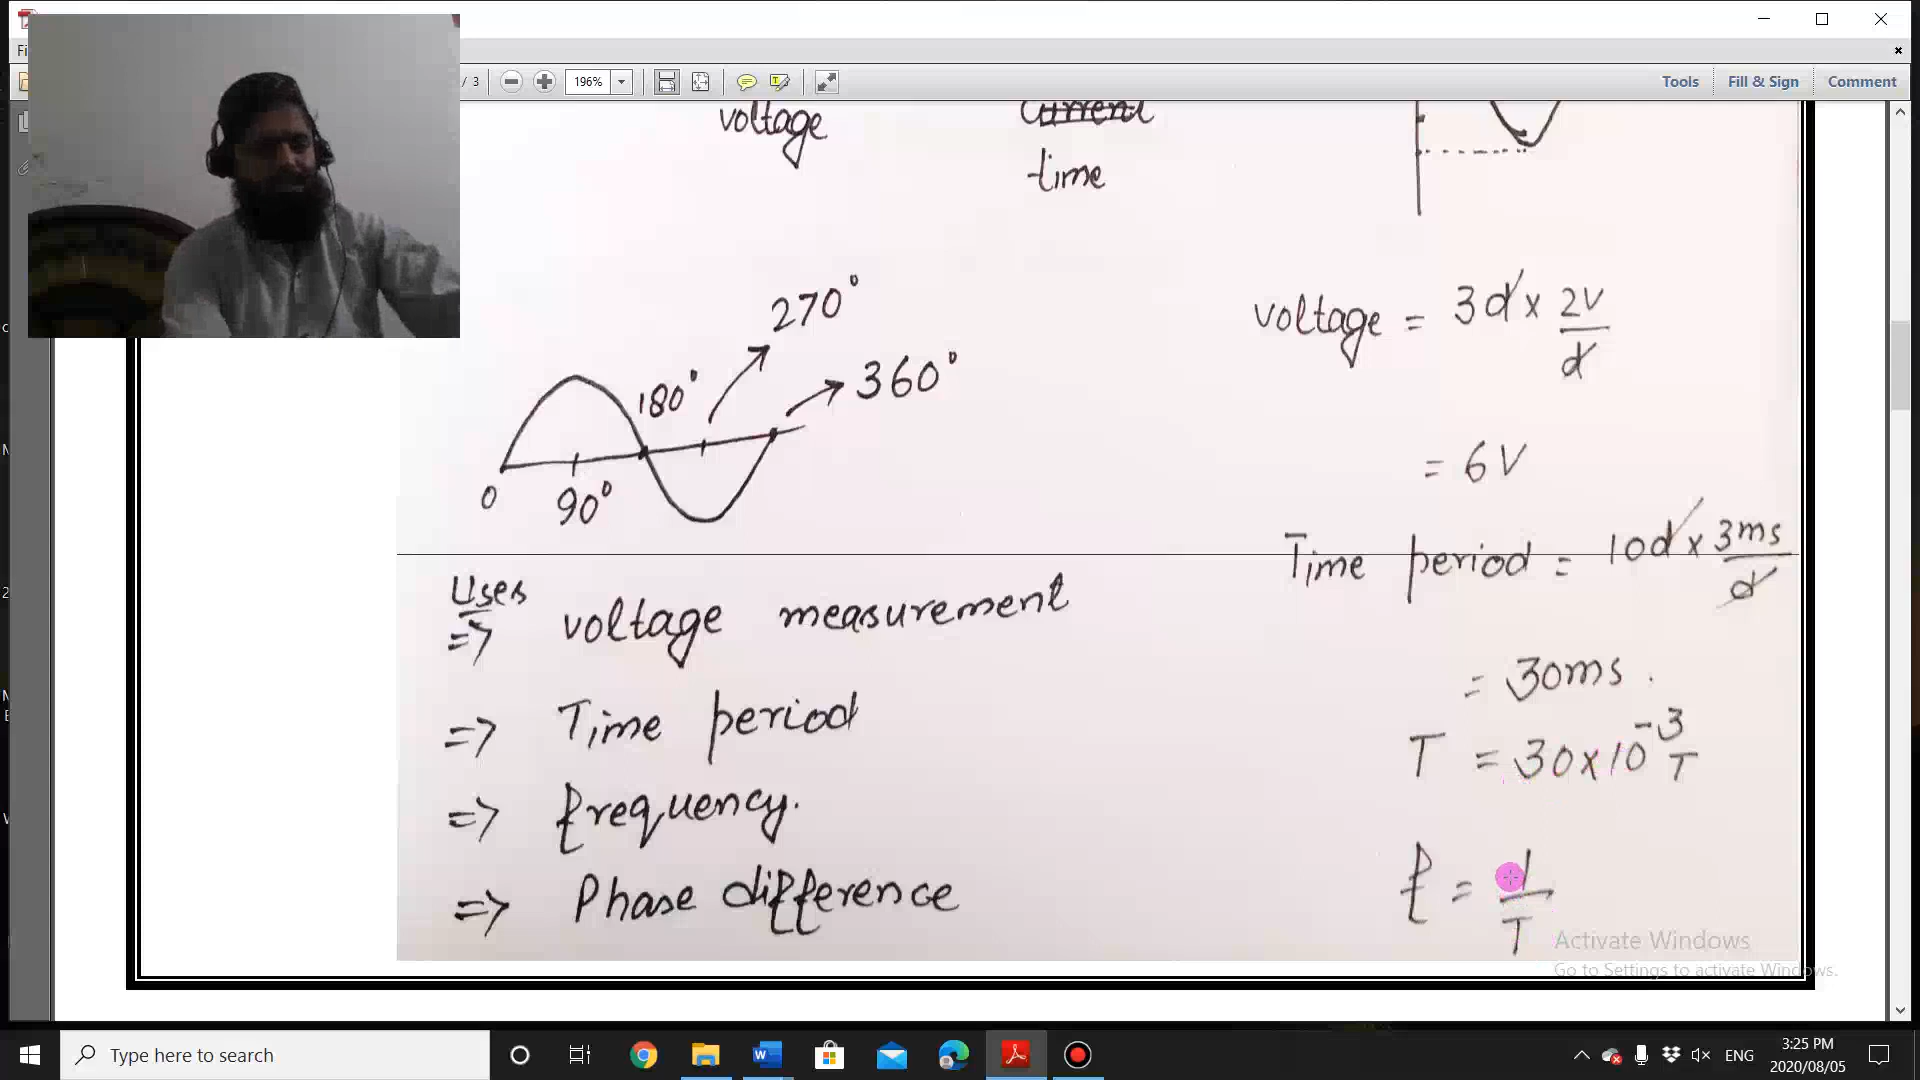 / 3
196%
Tools
Fill & Sign
Comment
voltage
current
time
270°
180°
360°
0
90°
Uses
=> voltage measurement
=> Time period
=> frequency.
=> Phase difference
voltage = 3d x 2V
d
= 6V
Time period = 10d x 3ms
d
= 30ms.
T = 30x10⁻³
T
f = 1
T
Activate Windows
Go to Settings to activate Windows.
Type here to search
ENG
3:25 PM
2020/08/05